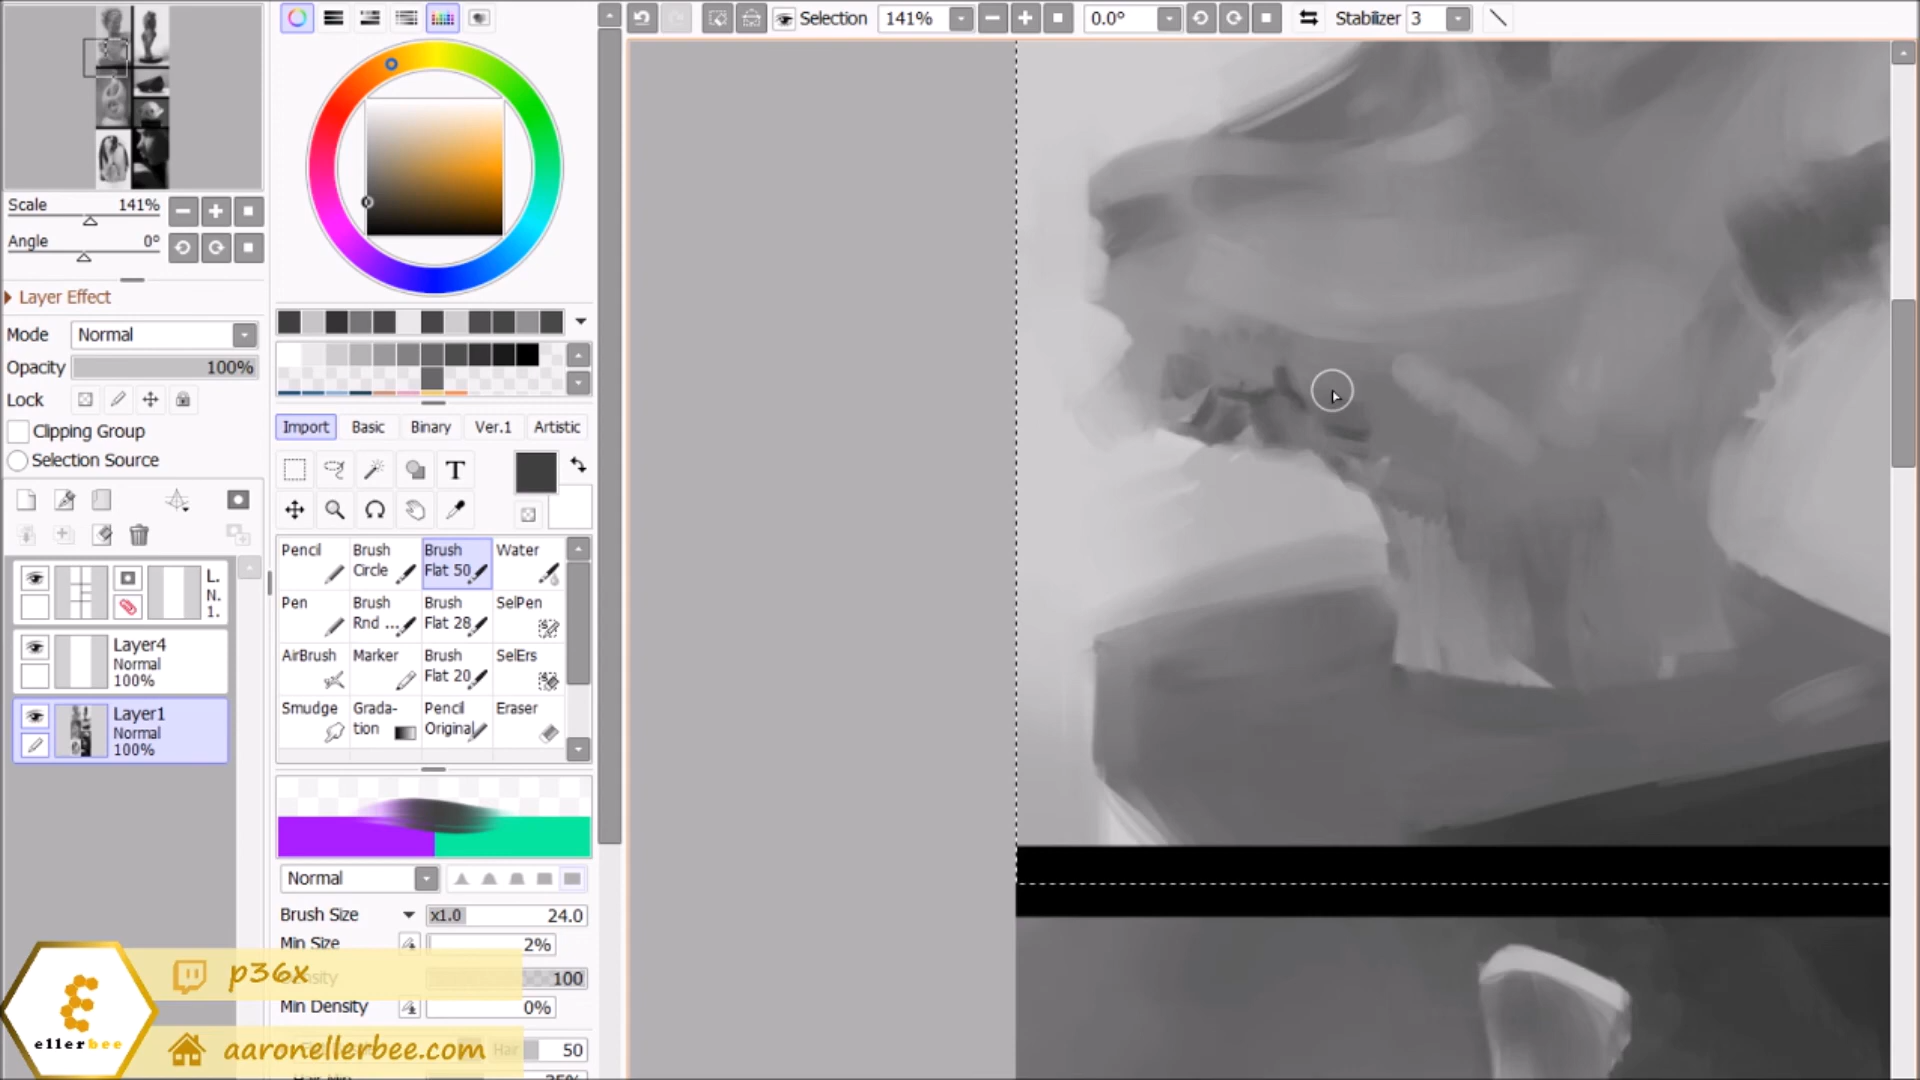 Selection 141% 0.0° Stabilizer 3
Scale 141%
Angle 0°
Layer Effect
Mode Normal
Opacity 100%
Lock
Clipping Group
Selection Source
L.
N.
1.
Layer4
Normal
100%
Layer1
Normal
100%
Import Basic Binary Ver.1 Artistic
T
Pencil
Brush
Circle
Brush
Flat 50
Water
Pen
Brush
Rnd ...
Brush
Flat 28
SelPen
AirBrush
Marker
Brush
Flat 20
SelErs
Smudge
Grada-
tion
Pencil
Original
Eraser
Normal
Brush Size x1.0 24.0
Min Size 2%
Density 100
Min Density 0%
Hair 50
35%
p36x
aaronellerbee.com
ellerbee